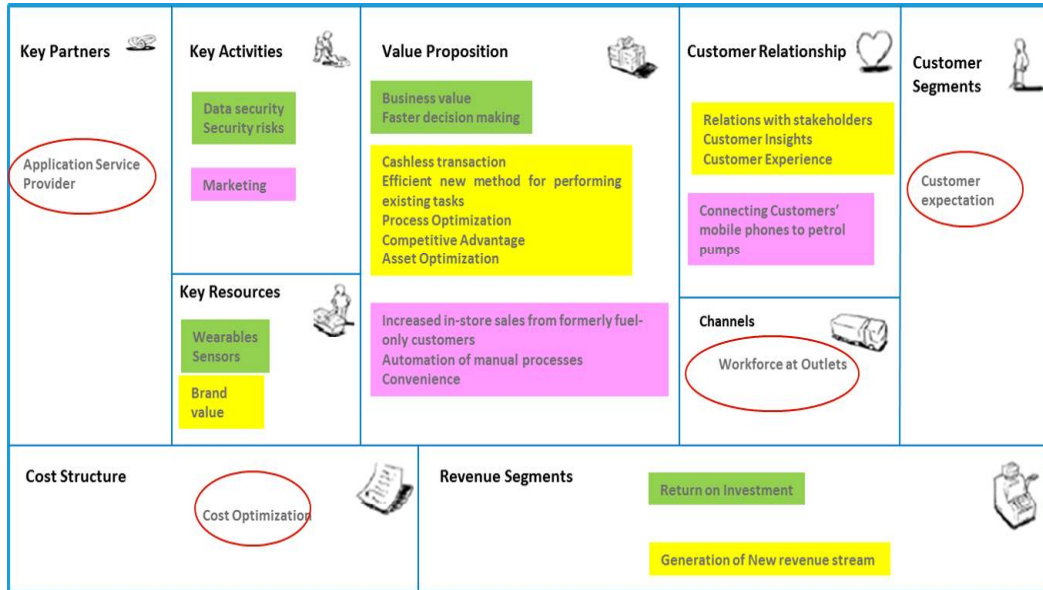 Key Partners
Application Service
Provider
Key Activities
Data security
Security risks
Marketing
Key Resources
Wearables
Sensors
Brand
value
Value Proposition
Business value
Faster decision making
Cashless transaction
Efficient new method for performing
existing tasks
Process Optimization
Competitive Advantage
Asset Optimization
Increased in-store sales from formerly fuel-
only customers
Automation of manual processes
Convenience
Customer Relationship
Relations with stakeholders
Customer Insights
Customer Experience
Connecting Customers’
mobile phones to petrol
pumps
Channels
Workforce at Outlets
Customer
Segments
Customer
expectation
Cost Structure
Cost Optimization
Revenue Segments
Return on Investment
Generation of New revenue stream